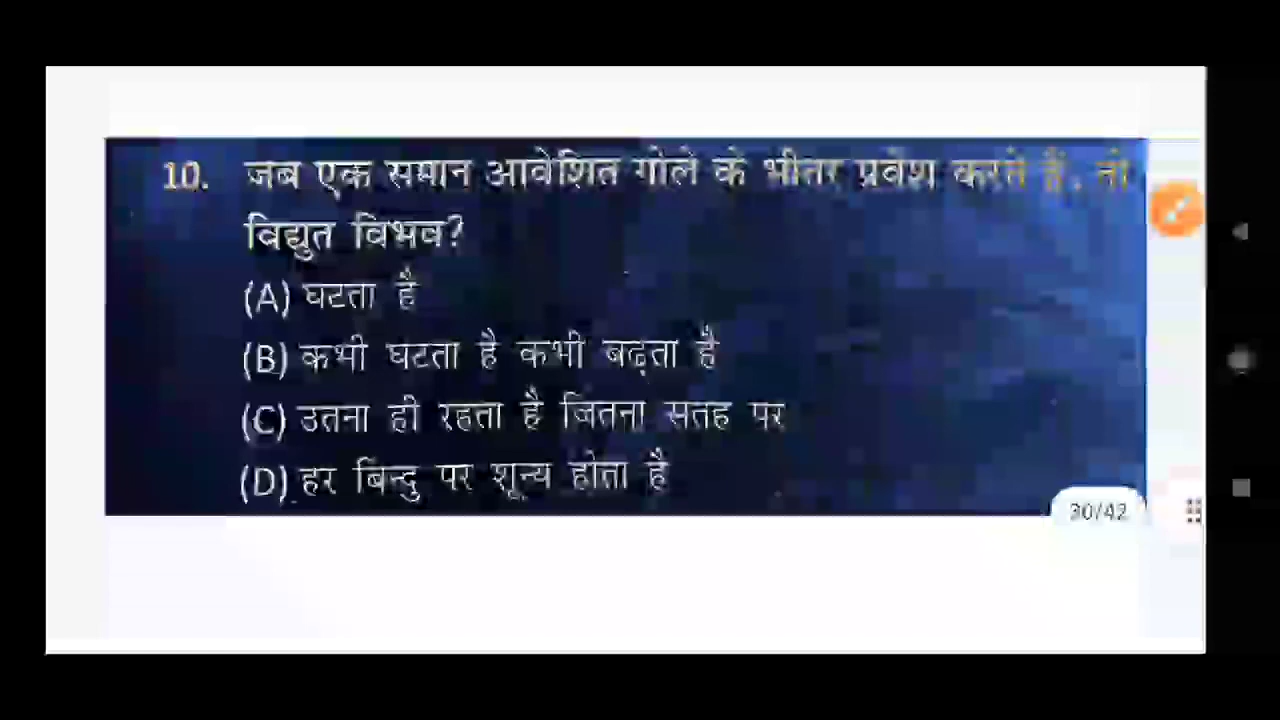 10. जब एक समान आवेशित गोले के भीतर प्रवेश करते हैं, तो
विद्युत विभव?
(A) घटता है
(B) कभी घटता है कभी बढ़ता है
(C) उतना ही रहता है जितना सतह पर
(D) हर बिन्दु पर शून्य होता है
30/42